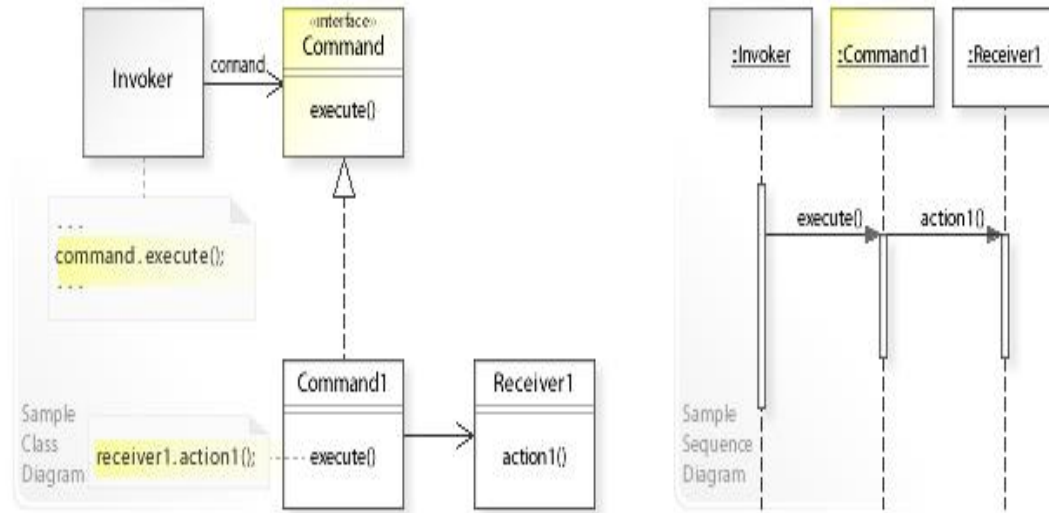 Invoker
command
«interface»
Command
execute()
. . .
command.execute();
. . .
Command1
execute()
Receiver1
action1()
receiver1.action1();
Sample
Class
Diagram
:Invoker
:Command1
:Receiver1
execute()
action1()
Sample
Sequence
Diagram